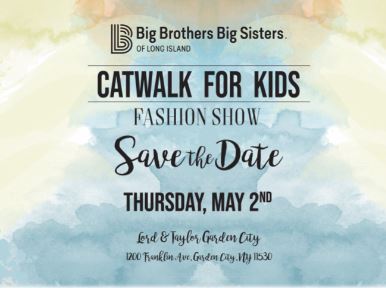 Big Brothers Big Sisters.
OF LONG ISLAND
CATWALK FOR KIDS
FASHION SHOW
Save the Date
THURSDAY, MAY 2ND
Lord & Taylor Garden City
1200 Franklin Ave, Garden City, NY 11530